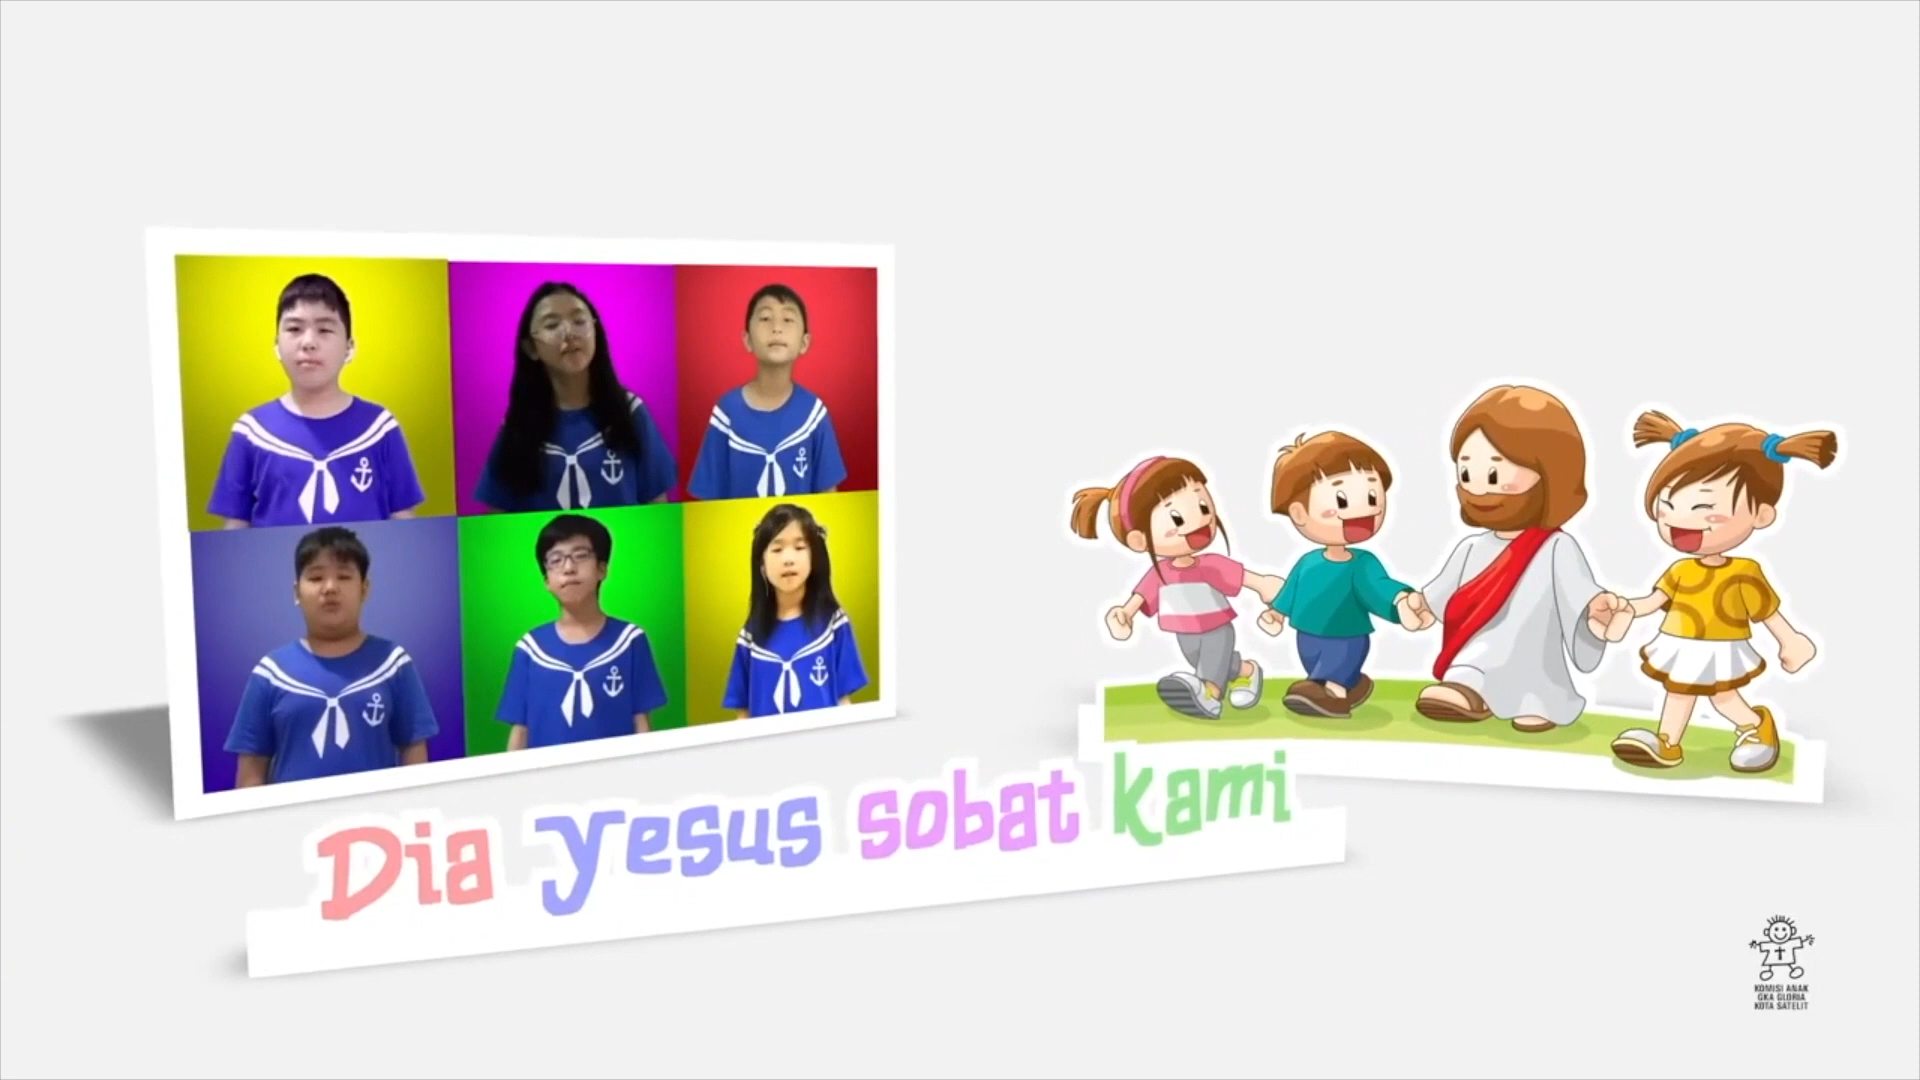 Dia Yesus sobat kami
KOMISI ANAK
GKA GLORIA
KOTA SATELIT